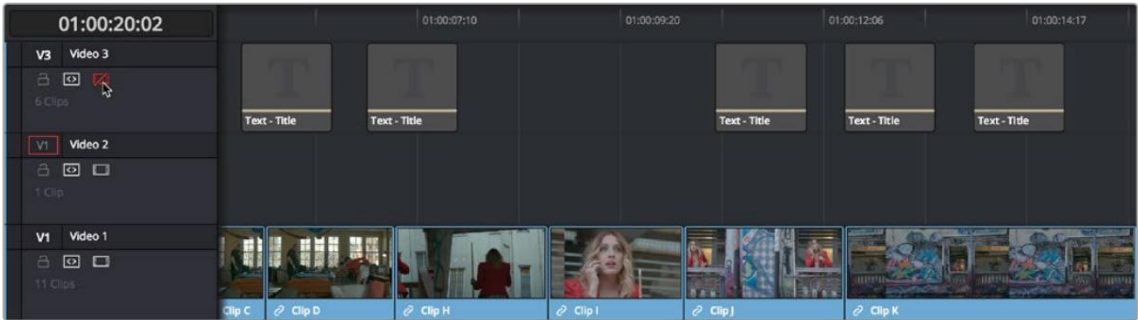 01:00:20:02
01:00:07:10
01:00:09:20
01:00:12:06
01:00:14:17
V3 Video 3
6 Clips
T
T
T
T
T
Text - Title
Text - Title
Text - Title
Text - Title
Text - Title
V1 Video 2
1 Clip
V1 Video 1
11 Clips
Clip C
Clip D
Clip H
Clip I
Clip J
Clip K